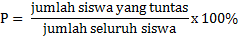 P = jumlah siswa yang tuntas / jumlah seluruh siswa x 100%